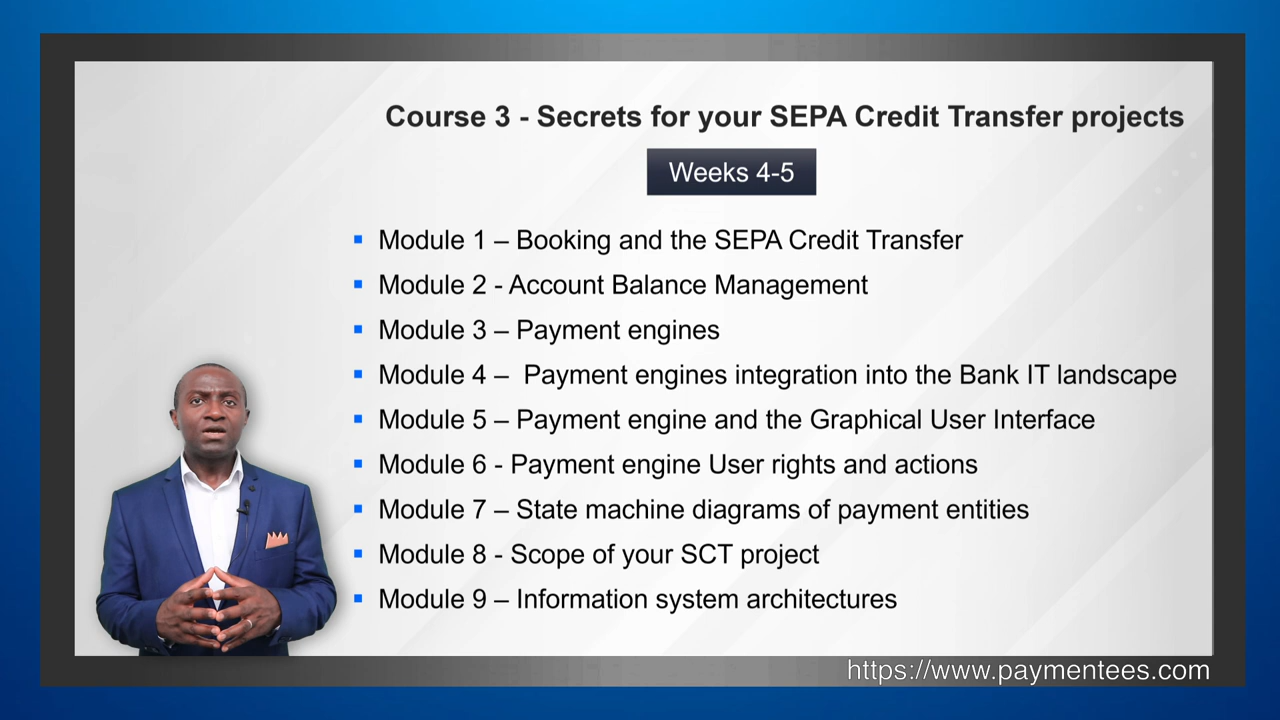 Course 3 - Secrets for your SEPA Credit Transfer projects
Weeks 4-5
Module 1 – Booking and the SEPA Credit Transfer
Module 2 - Account Balance Management
Module 3 – Payment engines
Module 4 – Payment engines integration into the Bank IT landscape
Module 5 – Payment engine and the Graphical User Interface
Module 6 - Payment engine User rights and actions
Module 7 – State machine diagrams of payment entities
Module 8 - Scope of your SCT project
Module 9 – Information system architectures
https://www.paymentees.com